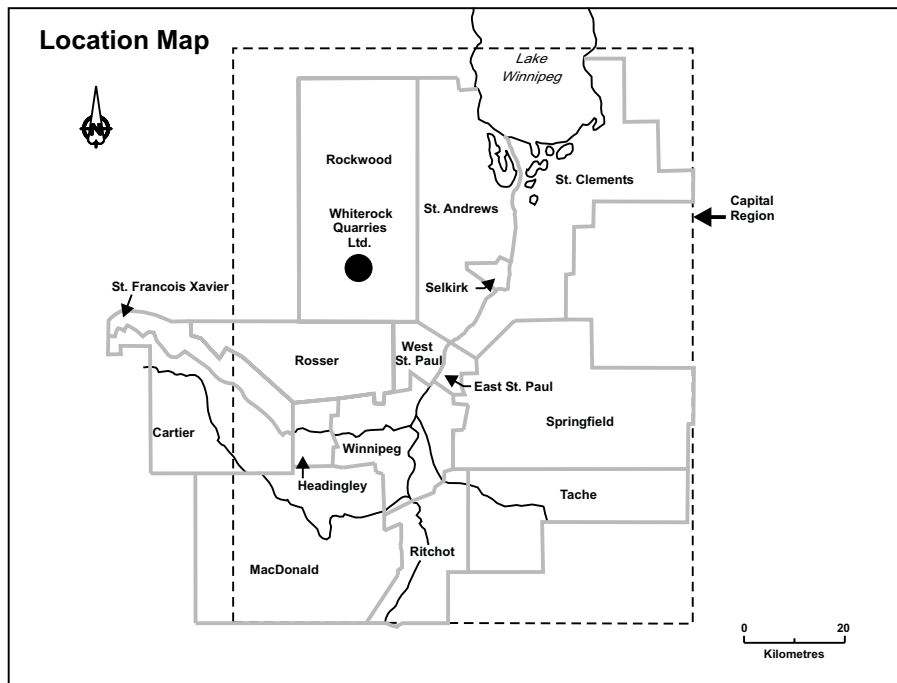 Location Map
Lake
Winnipeg
N
Rockwood
St. Clements
Capital
Region
St. Andrews
Whiterock
Quarries
Ltd.
St. Francois Xavier
Selkirk
West
St. Paul
Rosser
East St. Paul
Springfield
Cartier
Winnipeg
Headingley
Tache
Ritchot
MacDonald
0 20
Kilometres